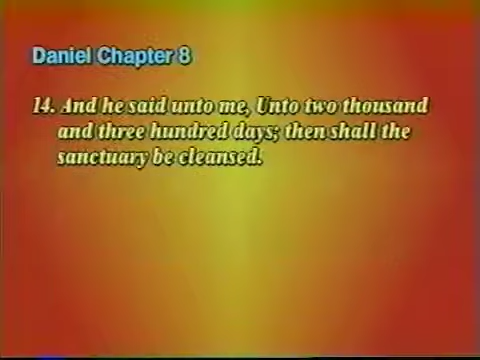 Daniel Chapter 8
14. And he said unto me, Unto two thousand
and three hundred days; then shall the
sanctuary be cleansed.